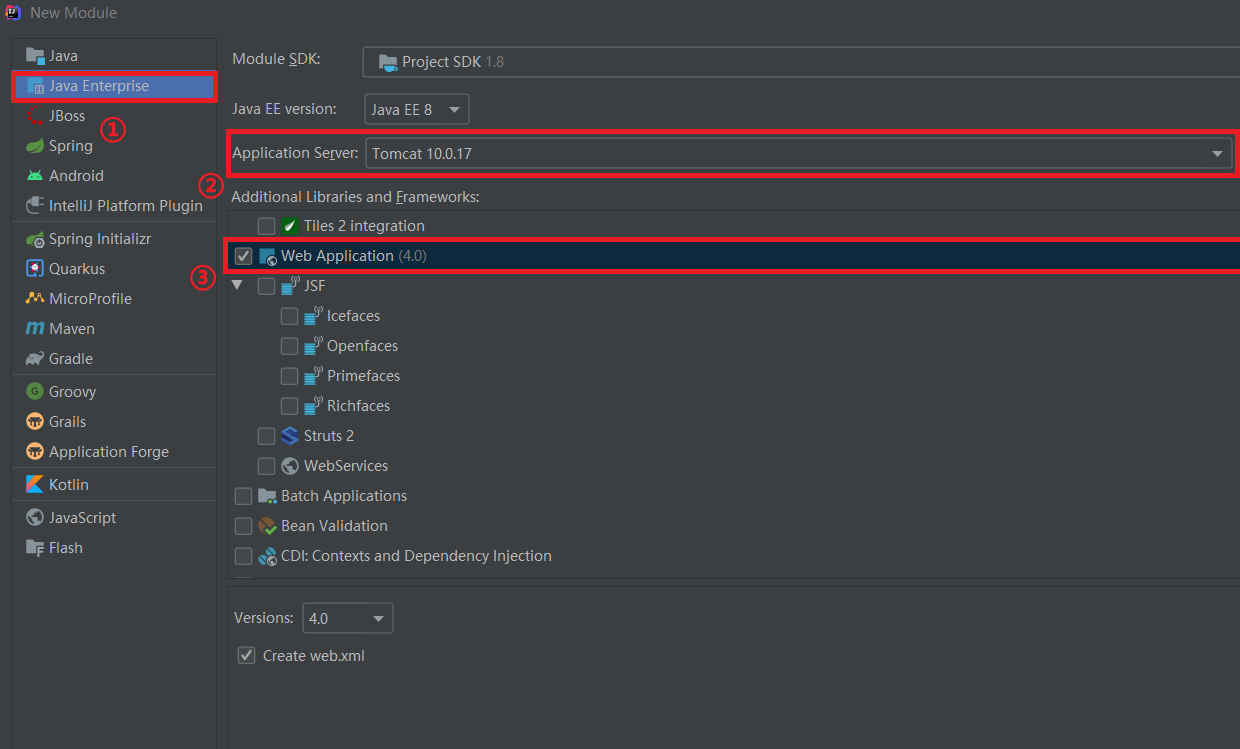 New Module
Java
Java Enterprise
JBoss
①
Spring
Android
②
IntelliJ Platform Plugin
Spring Initializr
Quarkus
③
MicroProfile
Maven
Gradle
Groovy
Grails
Application Forge
Kotlin
JavaScript
Flash
Module SDK: Project SDK 1.8
Java EE version: Java EE 8
Application Server: Tomcat 10.0.17
Additional Libraries and Frameworks:
Tiles 2 integration
Web Application (4.0)
JSF
Icefaces
Openfaces
Primefaces
Richfaces
Struts 2
WebServices
Batch Applications
Bean Validation
CDI: Contexts and Dependency Injection
Versions: 4.0
Create web.xml